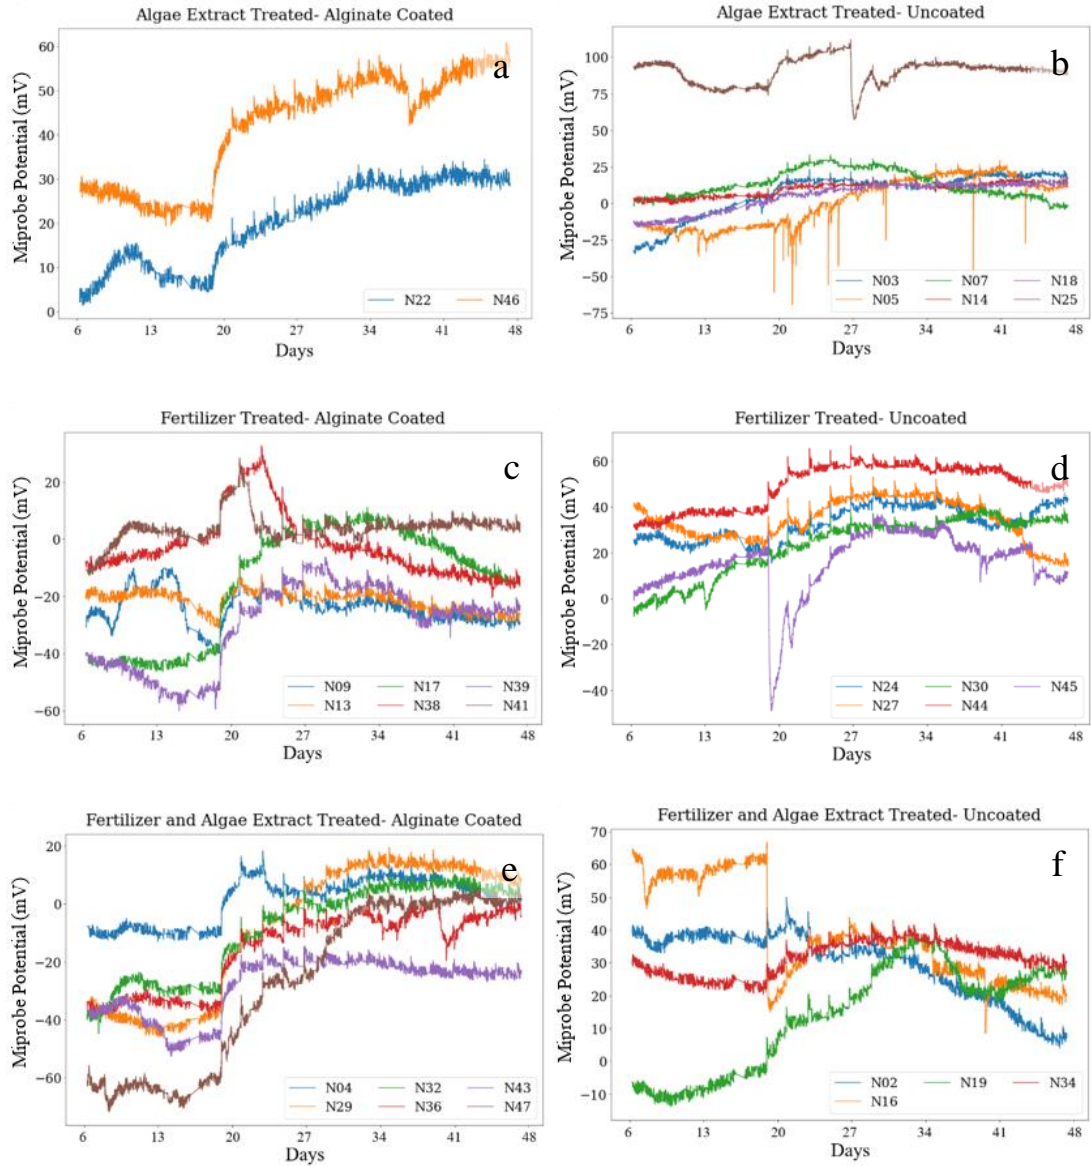 Algae Extract Treated- Alginate Coated
a
Miprobe Potential (mV)
60
50
40
30
20
10
0
6 13 20 27 34 41 48
Days
N22 N46
Algae Extract Treated- Uncoated
b
Miprobe Potential (mV)
100
75
50
25
0
−25
−50
−75
6 13 20 27 34 41 48
Days
N03 N07 N18
N05 N14 N25
Fertilizer Treated- Alginate Coated
c
Miprobe Potential (mV)
20
0
−20
−40
−60
6 13 20 27 34 41 48
Days
N09 N17 N39
N13 N38 N41
Fertilizer Treated- Uncoated
d
Miprobe Potential (mV)
60
40
20
0
−20
−40
6 13 20 27 34 41 48
Days
N24 N30 N45
N27 N44
Fertilizer and Algae Extract Treated- Alginate Coated
e
Miprobe Potential (mV)
20
0
−20
−40
−60
6 13 20 27 34 41 48
Days
N04 N32 N43
N29 N36 N47
Fertilizer and Algae Extract Treated- Uncoated
f
Miprobe Potential (mV)
70
60
50
40
30
20
10
0
−10
6 13 20 27 34 41 48
Days
N02 N19 N34
N16